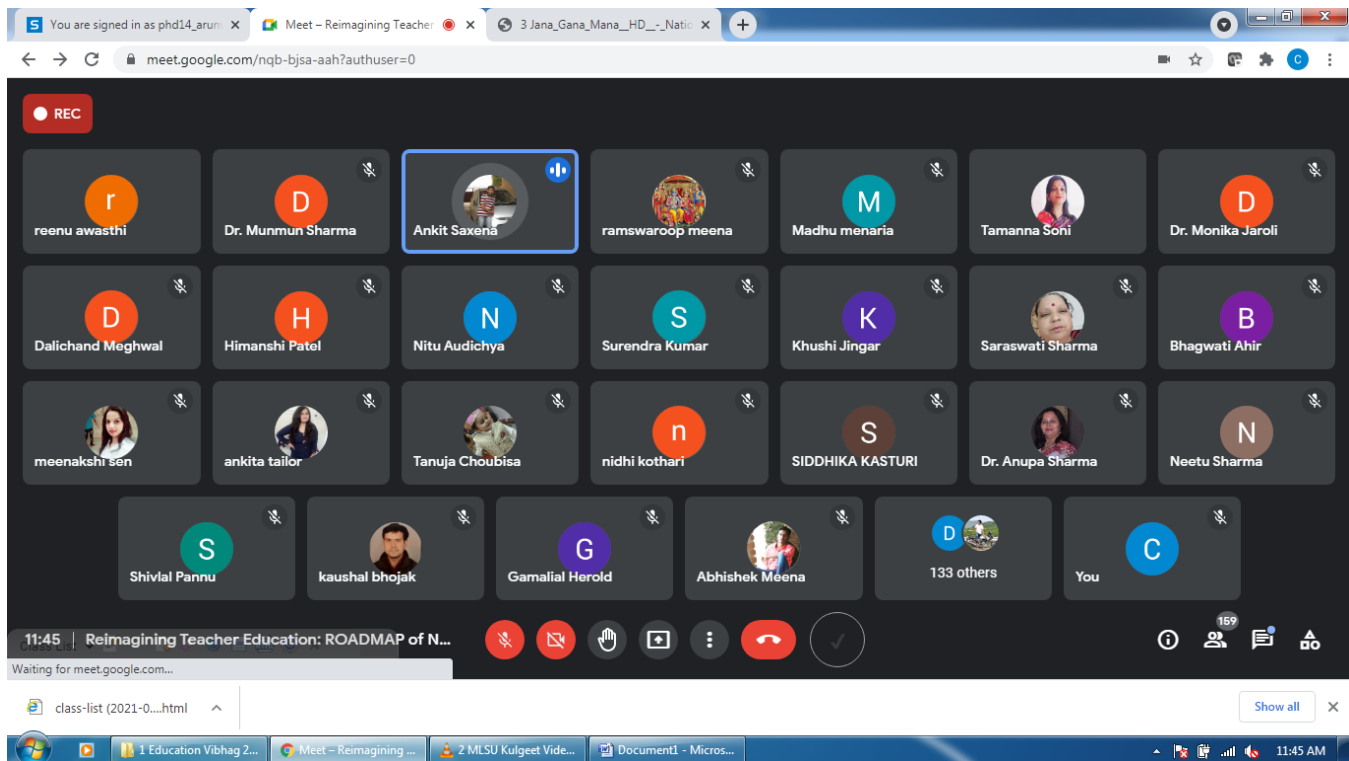 S You are signed in as phd14_arun
Meet – Reimagining Teacher
3 Jana_Gana_Mana__HD__-_Natio
meet.google.com/nqb-bjsa-aah?authuser=0
C
REC
r D M D
reenu awasthi Dr. Munmun Sharma Ankit Saxena ramswaroop meena Madhu menaria Tamanna Soni Dr. Monika Jaroli
D H N S K B
Dalichand Meghwal Himanshi Patel Nitu Audichya Surendra Kumar Khushi Jingar Saraswati Sharma Bhagwati Ahir
n S N
meenakshi sen ankita tailor Tanuja Choubisa nidhi kothari SIDDHIKA KASTURI Dr. Anupa Sharma Neetu Sharma
S G D C
Shivlal Pannu kaushal bhojak Gamalial Herold Abhishek Meena 133 others You
159
11:45 | Reimagining Teacher Education: ROADMAP of N...
Class List
Waiting for meet.google.com...
class-list (2021-0....html Show all
1 Education Vibhag 2... Meet – Reimagining ... 2 MLSU Kulgeet Vide... Document1 - Micros... 11:45 AM